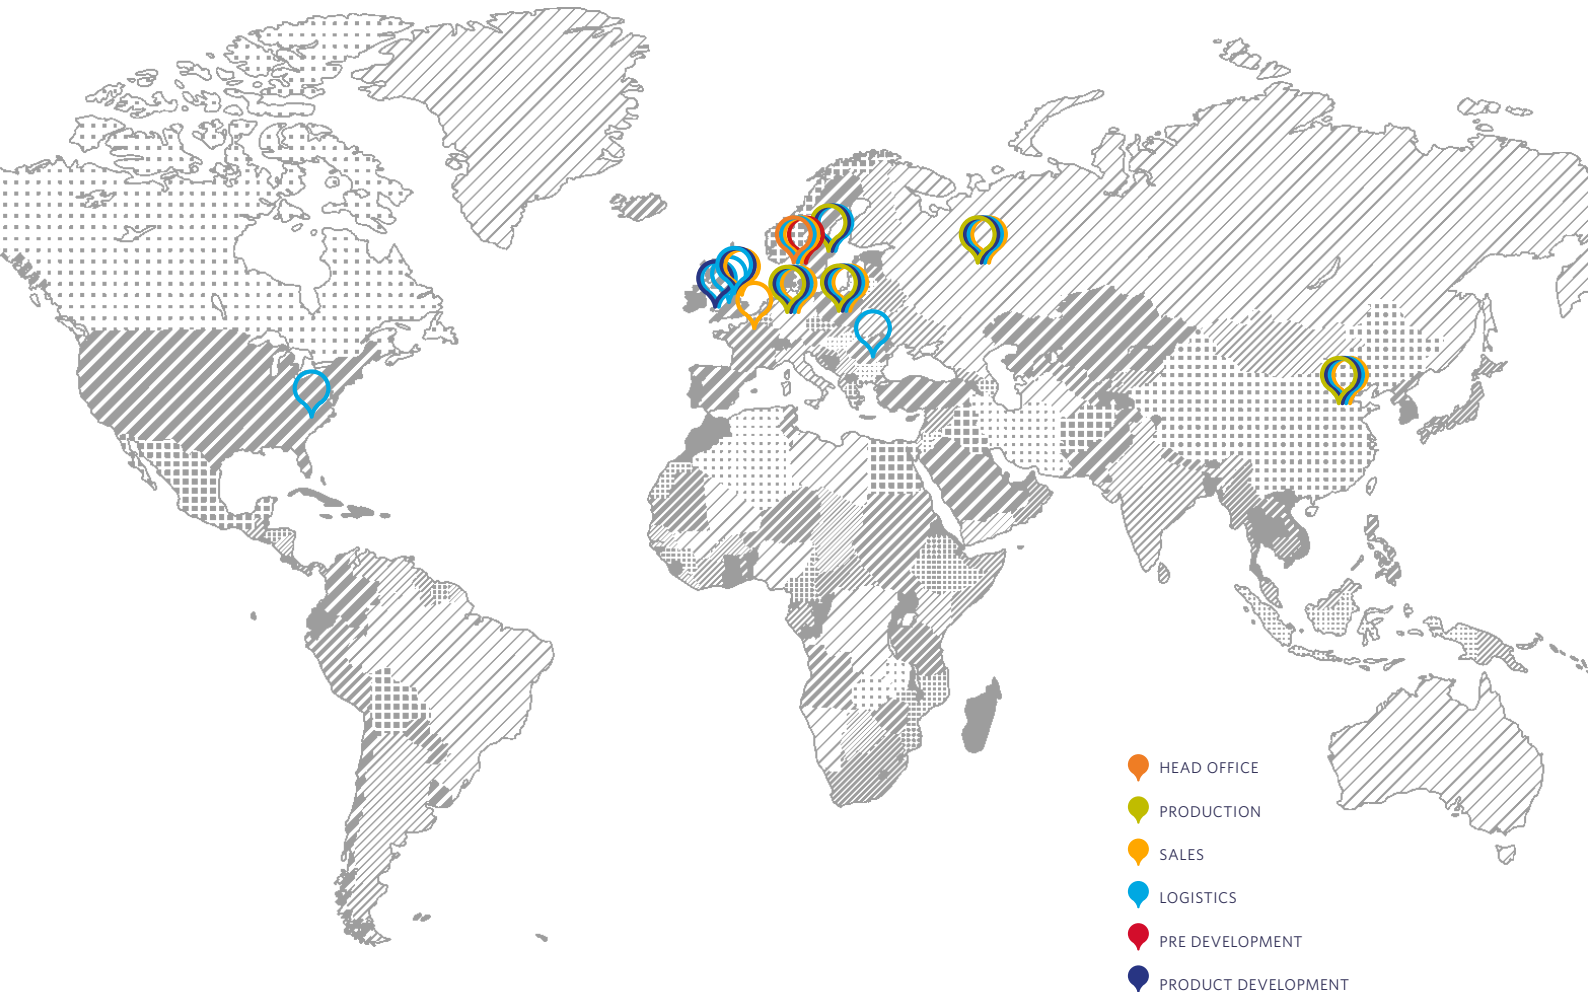 HEAD OFFICE
PRODUCTION
SALES
LOGISTICS
PRE DEVELOPMENT
PRODUCT DEVELOPMENT